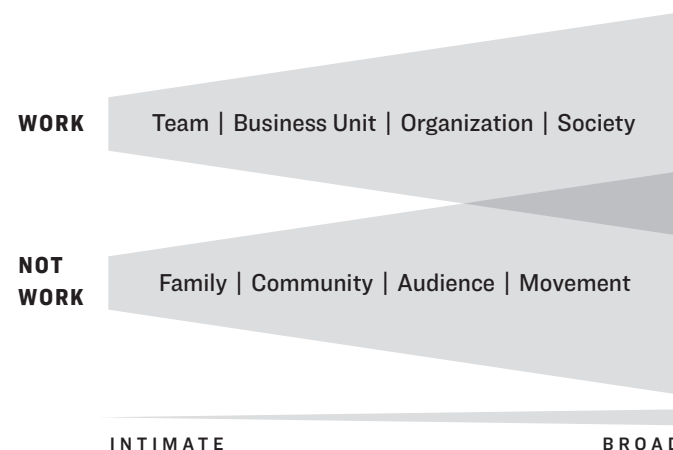 WORK
Team | Business Unit | Organization | Society
NOT
WORK
Family | Community | Audience | Movement
INTIMATE
BROAD